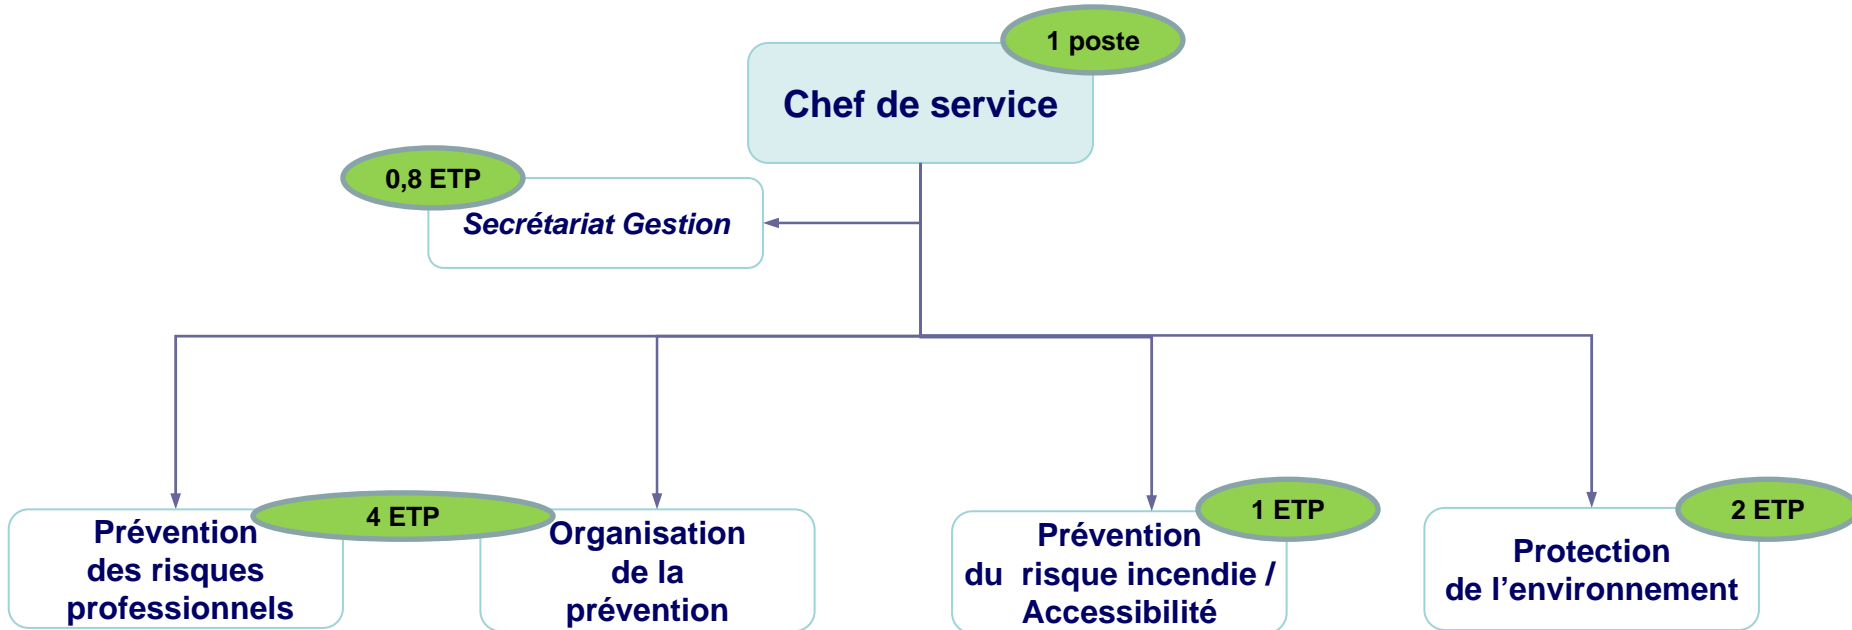 1 poste
Chef de service
0,8 ETP
Secrétariat Gestion
4 ETP
Prévention
des risques
professionnels
Organisation
de la
prévention
1 ETP
Prévention
du risque incendie /
Accessibilité
2 ETP
Protection
de l’environnement